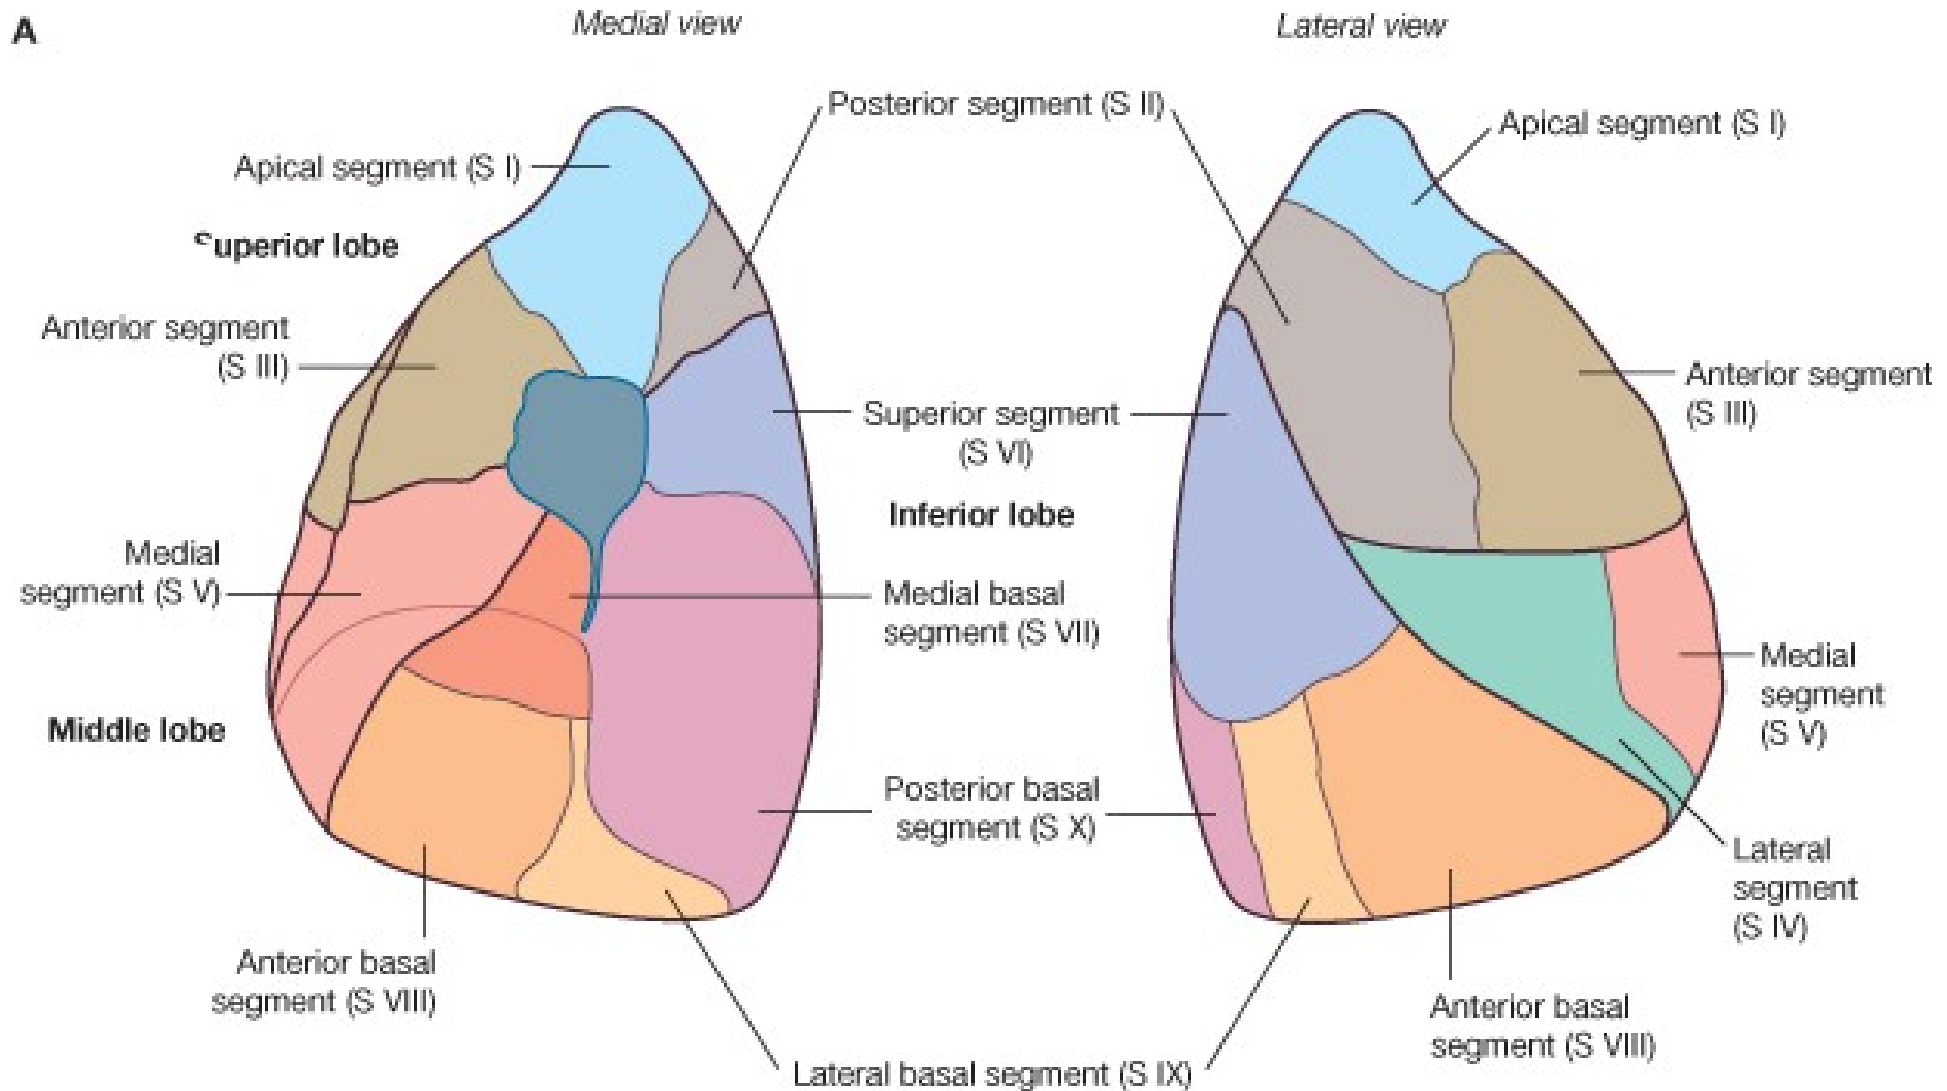 A
Medial view
Lateral view
Posterior segment (S II)
Apical segment (S I)
Apical segment (S I)
Superior lobe
Anterior segment
(S III)
Anterior segment
(S III)
Superior segment
(S VI)
Inferior lobe
Medial
segment (S V)
Medial basal
segment (S VII)
Medial
segment
(S V)
Middle lobe
Posterior basal
segment (S X)
Lateral
segment
(S IV)
Anterior basal
segment (S VIII)
Anterior basal
segment (S VIII)
Lateral basal segment (S IX)